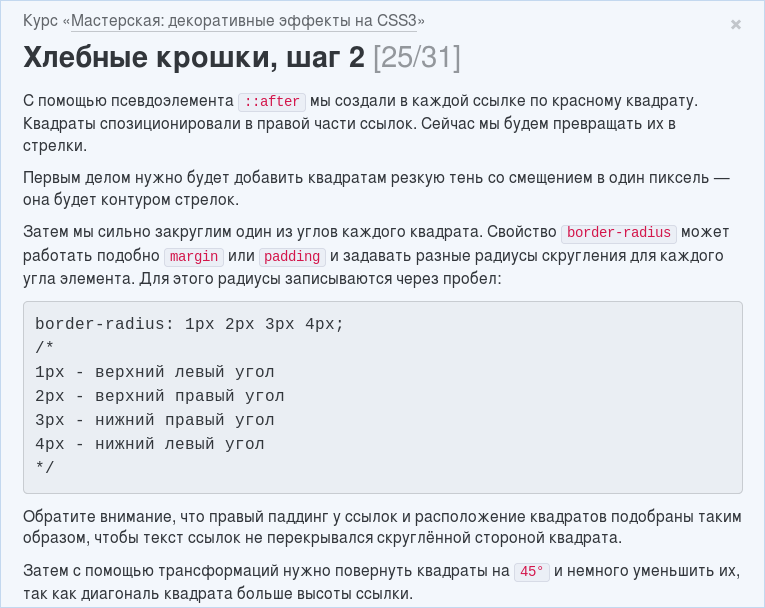 Курс «Мастерская: декоративные эффекты на CSS3»
×
Хлебные крошки, шаг 2 [25/31]
С помощью псевдоэлемента ::after мы создали в каждой ссылке по красному квадрату.
Квадраты спозиционировали в правой части ссылок. Сейчас мы будем превращать их в
стрелки.
Первым делом нужно будет добавить квадратам резкую тень со смещением в один пиксель —
она будет контуром стрелок.
Затем мы сильно закруглим один из углов каждого квадрата. Свойство border-radius может
работать подобно margin или padding и задавать разные радиусы скругления для каждого
угла элемента. Для этого радиусы записываются через пробел:
border-radius: 1px 2px 3px 4px;
/*
1px - верхний левый угол
2px - верхний правый угол
3px - нижний правый угол
4px - нижний левый угол
*/
Обратите внимание, что правый паддинг у ссылок и расположение квадратов подобраны таким
образом, чтобы текст ссылок не перекрывался скруглённой стороной квадрата.
Затем с помощью трансформаций нужно повернуть квадраты на 45° и немного уменьшить их,
так как диагональ квадрата больше высоты ссылки.